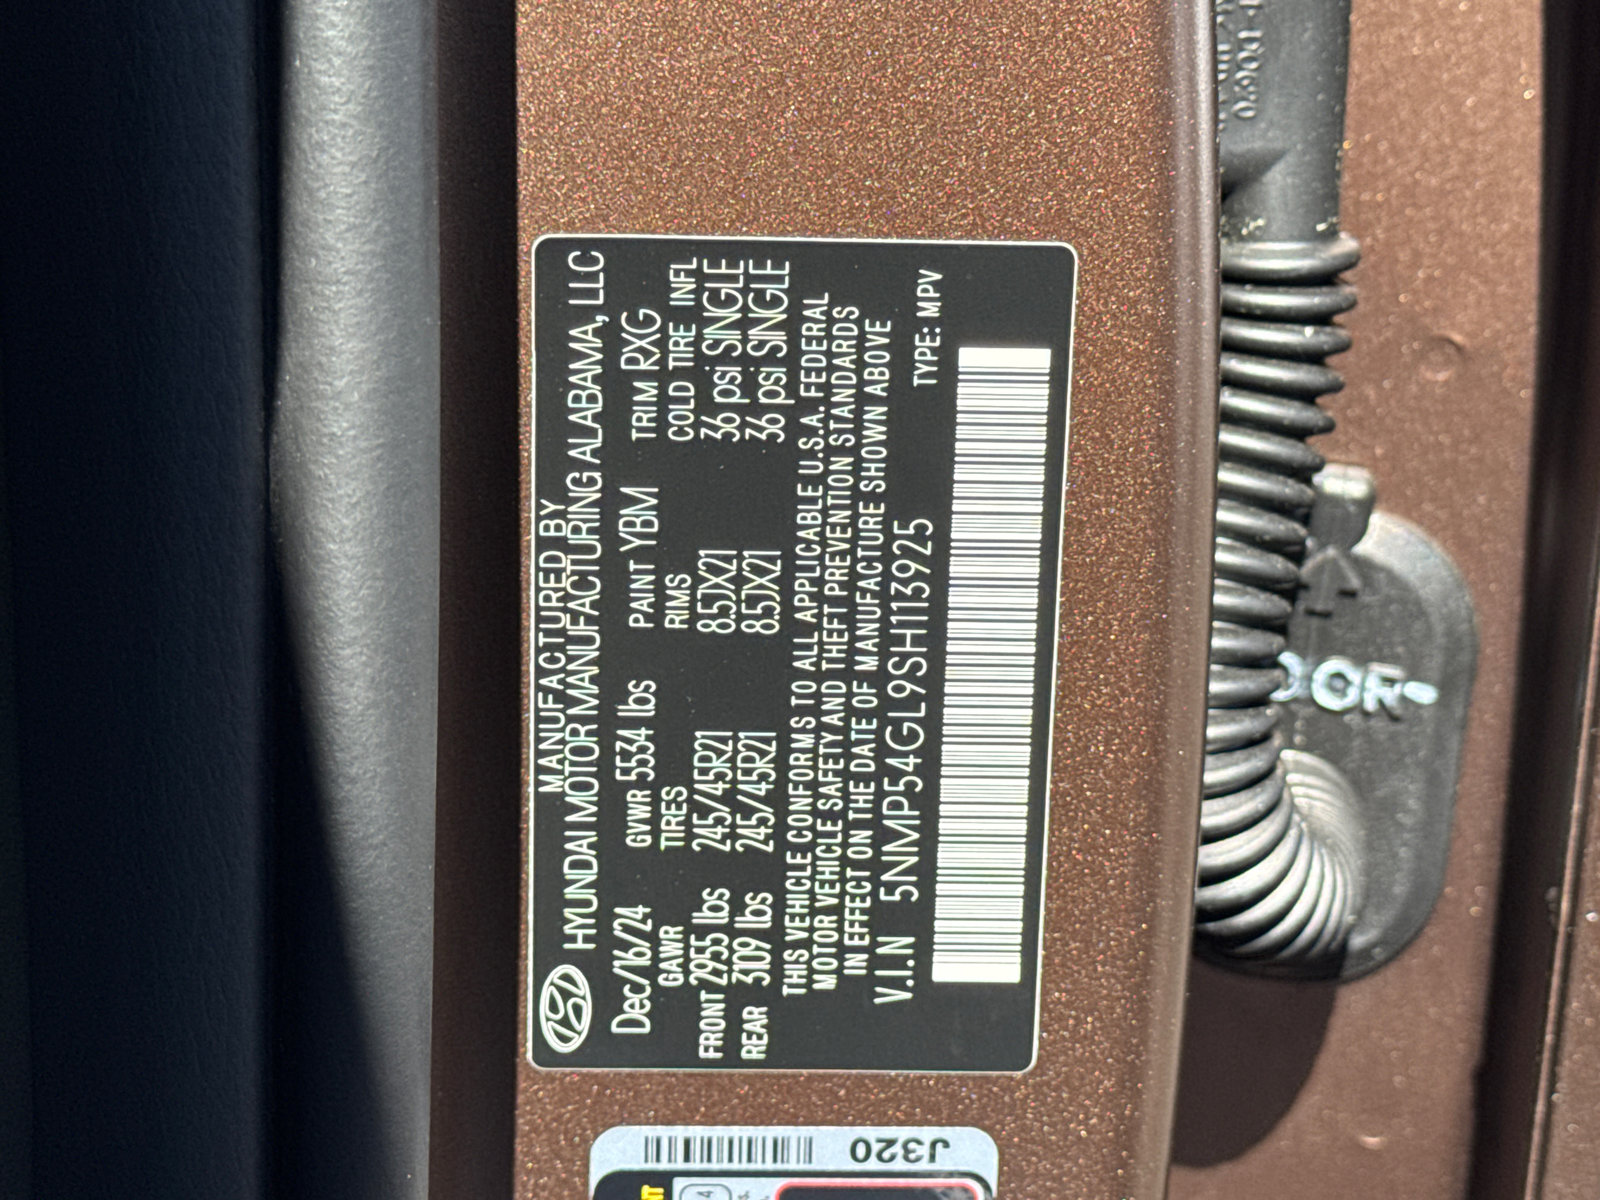 MANUFACTURED BY
HYUNDAI MOTOR MANUFACTURING ALABAMA, LLC
Dec/16/24 GVWR 5534 lbs PAINT YBM TRIM RXG
GAWR TIRES RIMS COLD TIRE INFL
FRONT 2955 lbs 245/45R21 8.5JX21 36 psi SINGLE
REAR 3109 lbs 245/45R21 8.5JX21 36 psi SINGLE
THIS VEHICLE CONFORMS TO ALL APPLICABLE U.S.A. FEDERAL
MOTOR VEHICLE SAFETY AND THEFT PREVENTION STANDARDS
IN EFFECT ON THE DATE OF MANUFACTURE SHOWN ABOVE
V.I.N 5NMP54GL9SH113925 TYPE: MPV
J320